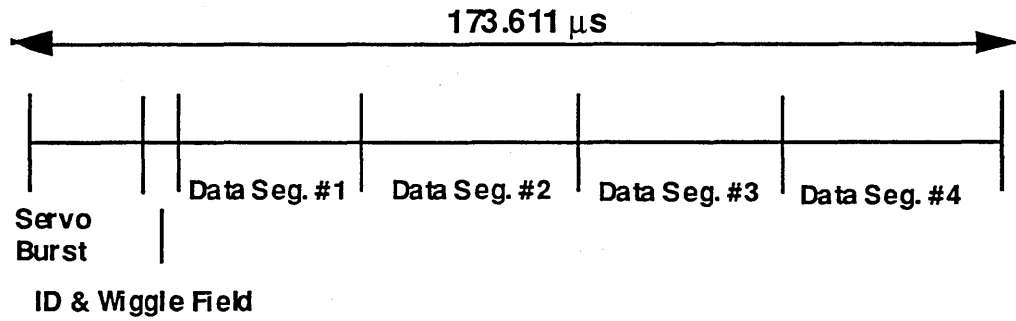 173.611 µs
Data Seg. #1 Data Seg. #2 Data Seg. #3 Data Seg. #4
Servo
Burst
ID & Wiggle Field